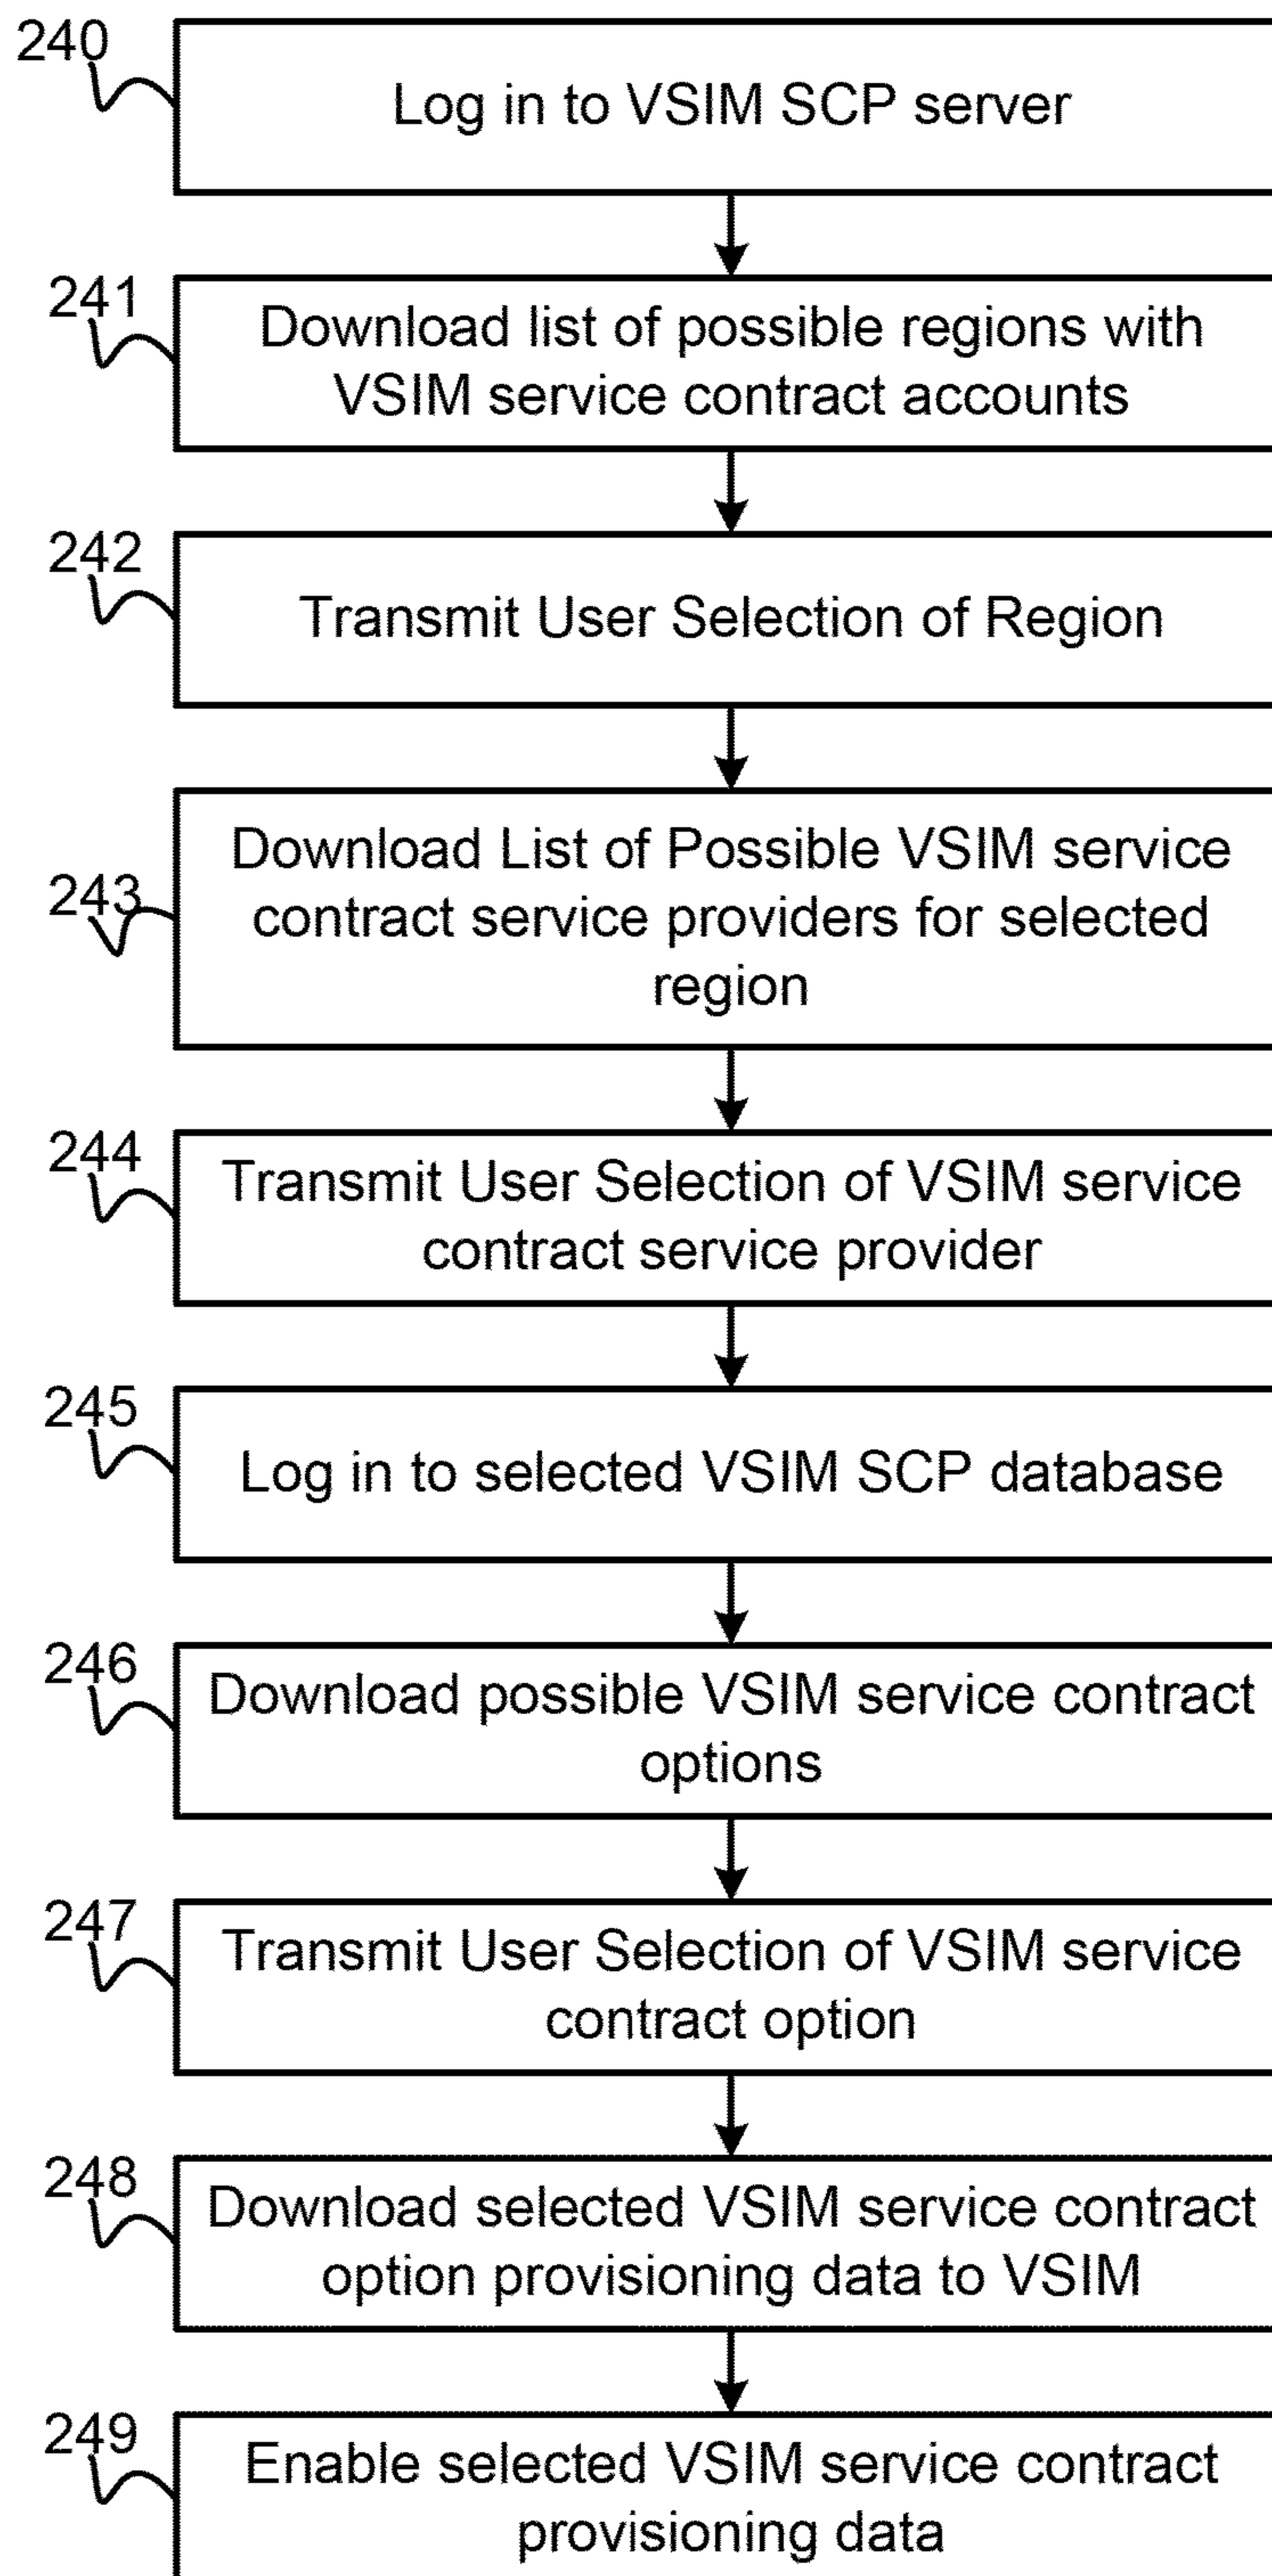 240
Log in to VSIM SCP server
241
Download list of possible regions with
VSIM service contract accounts
242
Transmit User Selection of Region
243
Download List of Possible VSIM service
contract service providers for selected
region
244
Transmit User Selection of VSIM service
contract service provider
245
Log in to selected VSIM SCP database
246
Download possible VSIM service contract
options
247
Transmit User Selection of VSIM service
contract option
248
Download selected VSIM service contract
option provisioning data to VSIM
249
Enable selected VSIM service contract
provisioning data